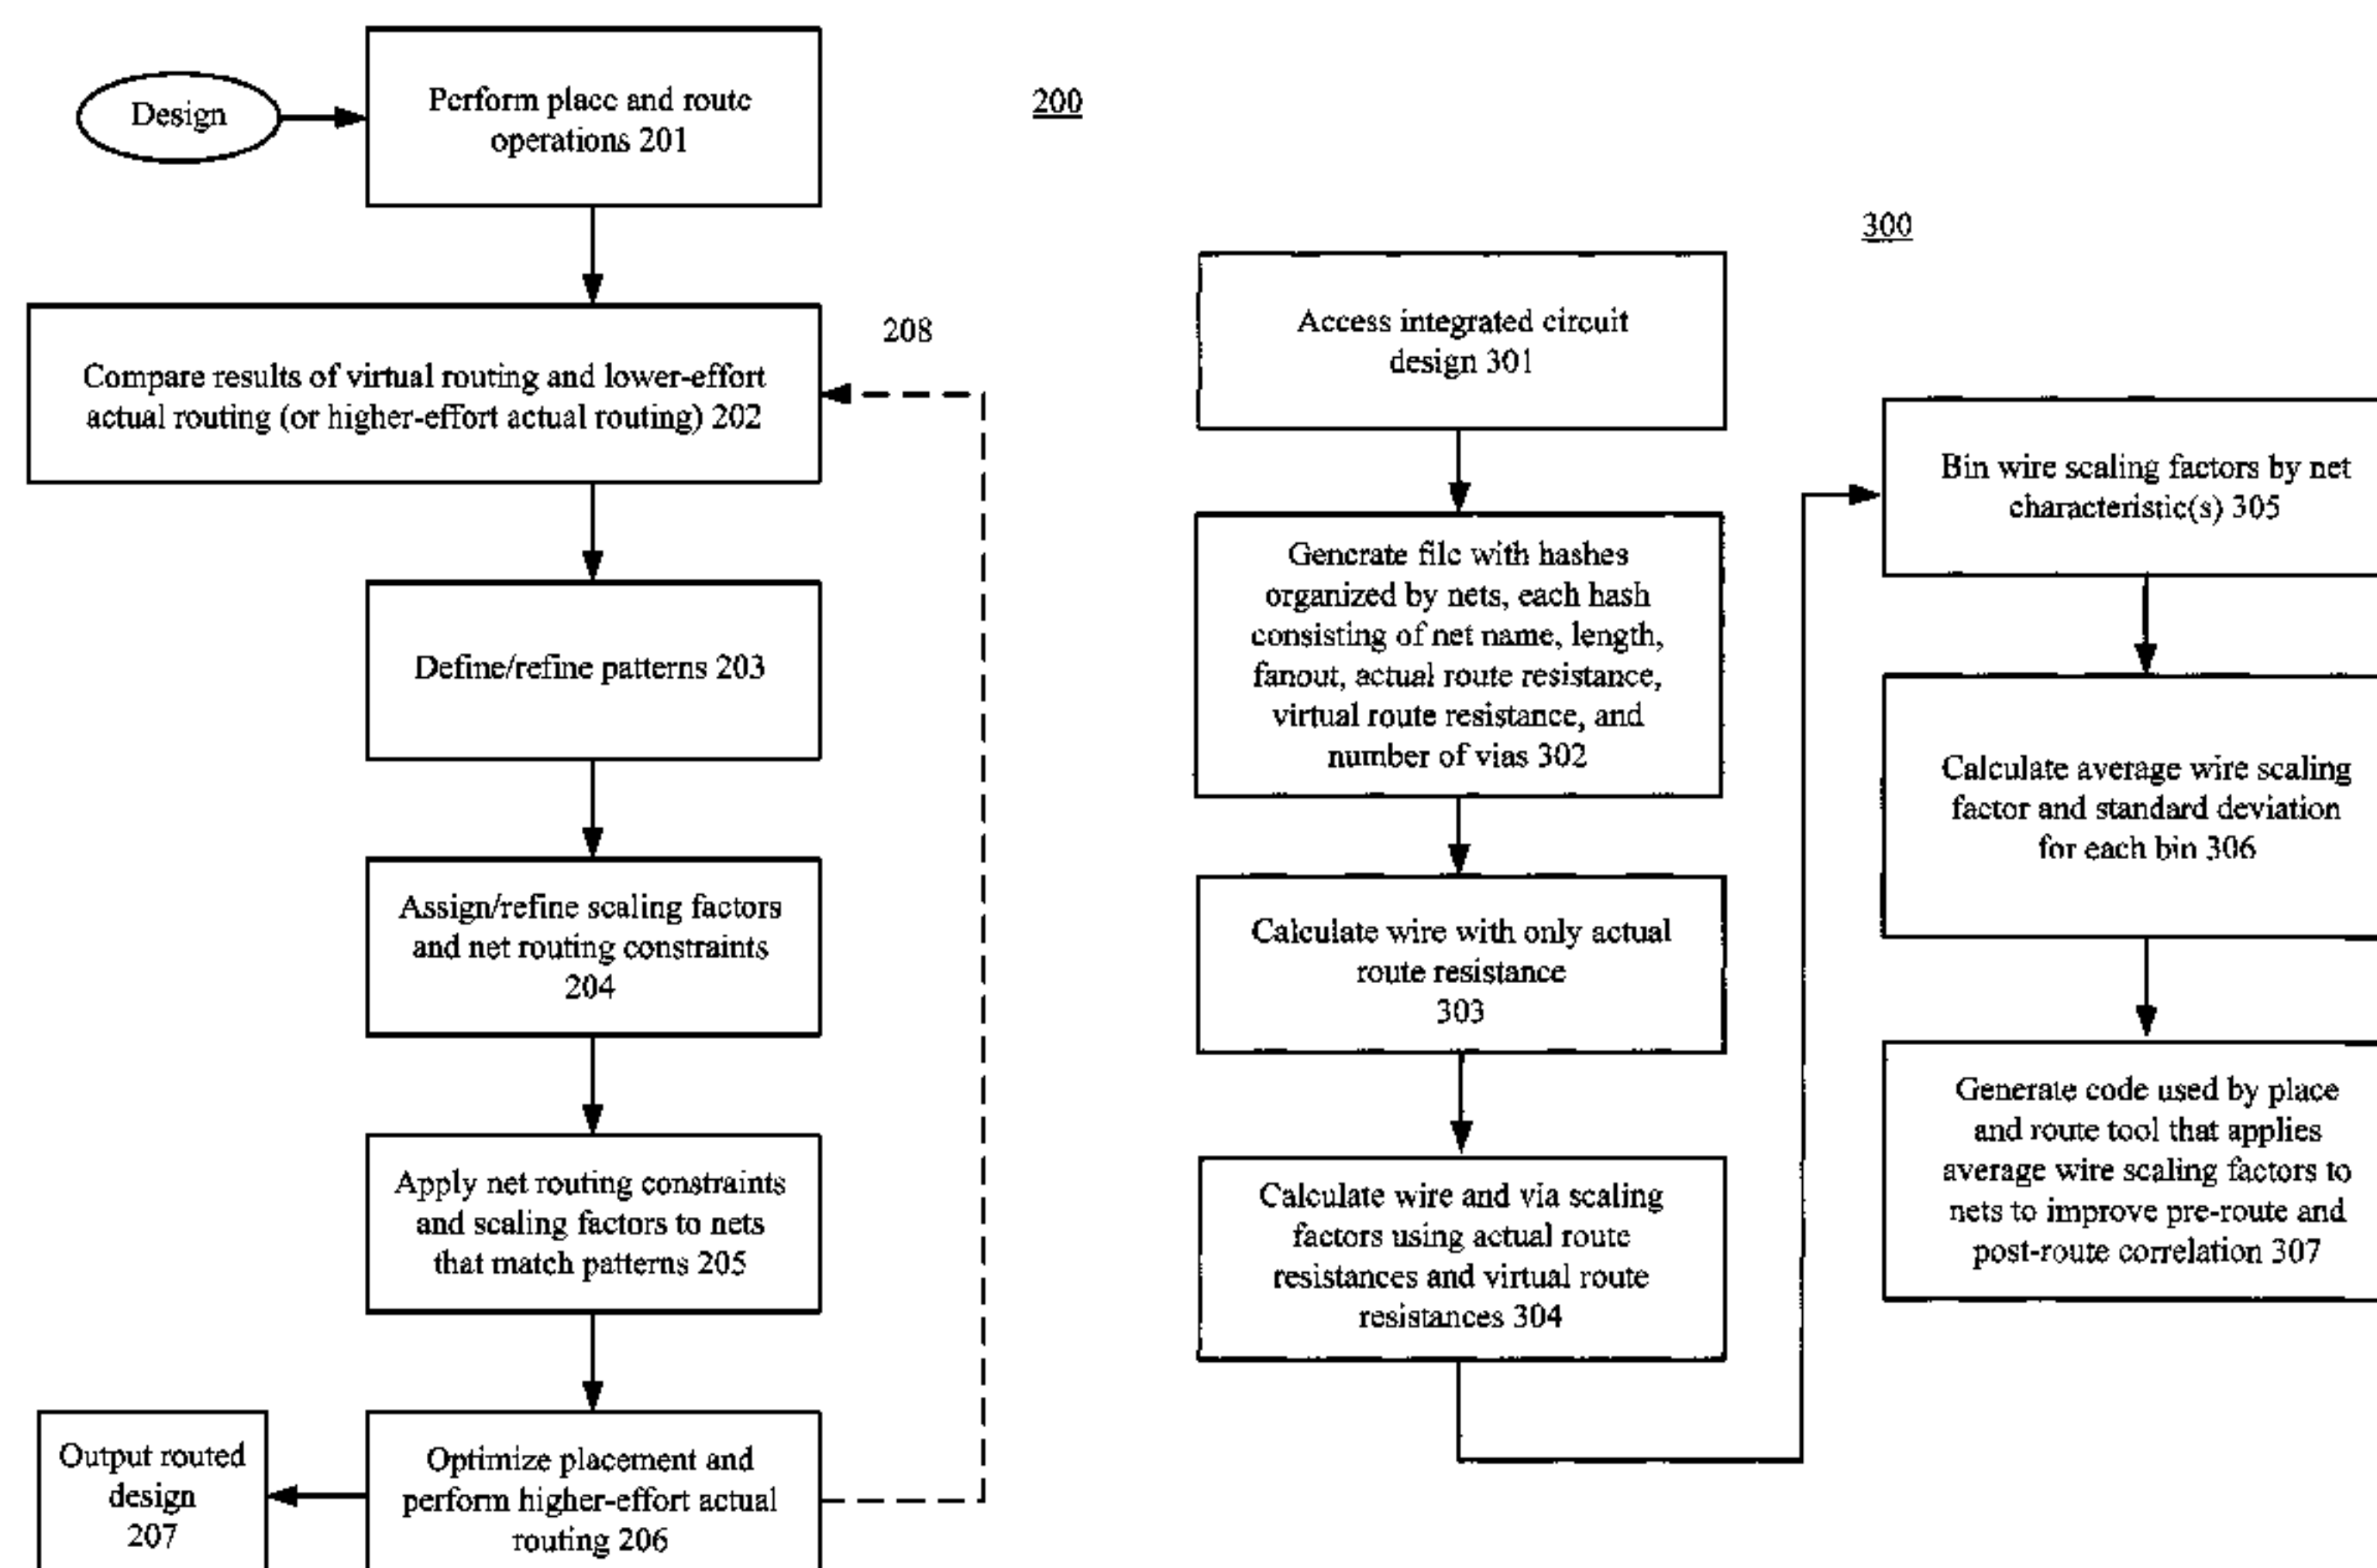 Design
Perform place and route
operations 201
200
Compare results of virtual routing and lower-effort
actual routing (or higher-effort actual routing) 202
208
Define/refine patterns 203
Assign/refine scaling factors
and net routing constraints
204
Apply net routing constraints
and scaling factors to nets
that match patterns 205
Optimize placement and
perform higher-effort actual
routing 206
Output routed
design
207
300
Access integrated circuit
design 301
Generate file with hashes
organized by nets, each hash
consisting of net name, length,
fanout, actual route resistance,
virtual route resistance, and
number of vias 302
Calculate wire with only actual
route resistance
303
Calculate wire and via scaling
factors using actual route
resistances and virtual route
resistances 304
Bin wire scaling factors by net
characteristic(s) 305
Calculate average wire scaling
factor and standard deviation
for each bin 306
Generate code used by place
and route tool that applies
average wire scaling factors to
nets to improve pre-route and
post-route correlation 307